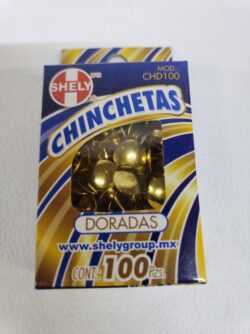 MOD.:
CHD100
SHELY
CHINCHETAS
DORADAS
www.shelygroup.mx
CONT. 100 Pzs.